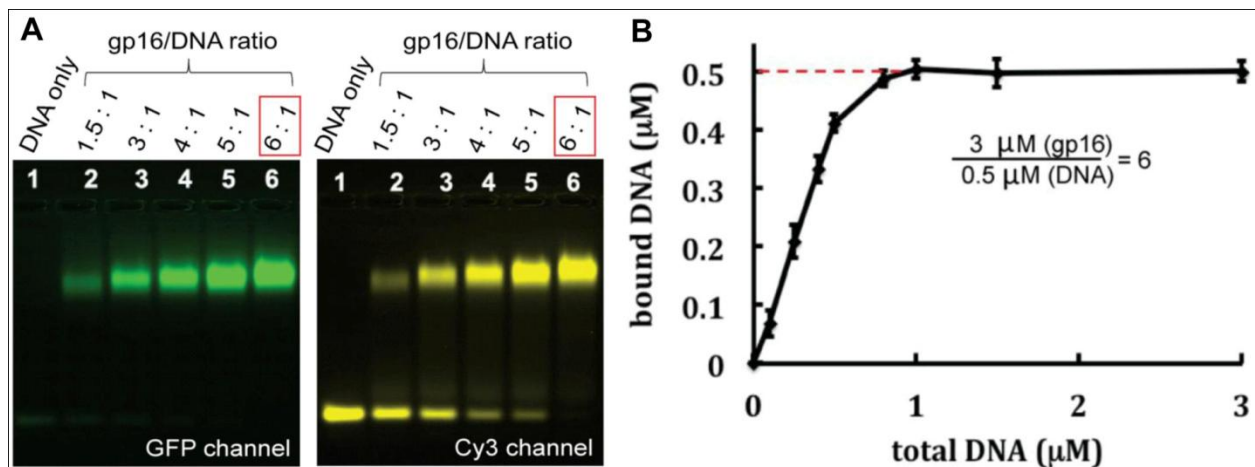 A
gp16/DNA ratio
DNA only
1.5 : 1
3 : 1
4 : 1
5 : 1
6 : 1
1 2 3 4 5 6
GFP channel
gp16/DNA ratio
DNA only
1.5 : 1
3 : 1
4 : 1
5 : 1
6 : 1
1 2 3 4 5 6
Cy3 channel
B
bound DNA (μM)
0.5
0.4
0.3
0.2
0.1
0
3 μM (gp16)
0.5 μM (DNA)
= 6
0 1 2 3
total DNA (μM)